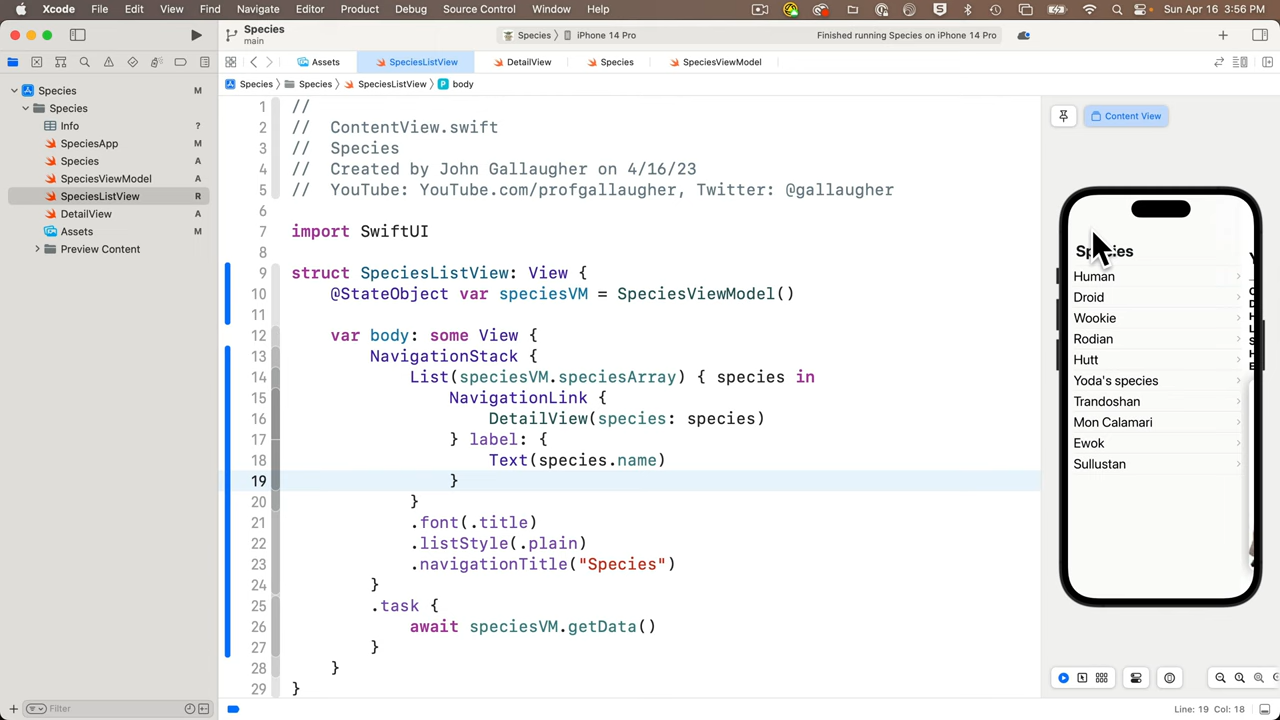 Xcode File Edit View Find Navigate Editor Product Debug Source Control Window Help Sun Apr 16 3:56 PM
Species
main
Species iPhone 14 Pro Finished running Species on iPhone 14 Pro
Assets SpeciesListView DetailView Species SpeciesViewModel
Species Species SpeciesListView body
Species M
Species
Info ?
SpeciesApp M
Species A
SpeciesViewModel A
SpeciesListView R
DetailView A
Assets M
Preview Content
1 //
2 // ContentView.swift
3 // Species
4 // Created by John Gallaugher on 4/16/23
5 // YouTube: YouTube.com/profgallaugher, Twitter: @gallaugher
6
7 import SwiftUI
8
9 struct SpeciesListView: View {
10 @StateObject var speciesVM = SpeciesViewModel()
11
12 var body: some View {
13 NavigationStack {
14 List(speciesVM.speciesArray) { species in
15 NavigationLink {
16 DetailView(species: species)
17 } label: {
18 Text(species.name)
19 }
20 }
21 .font(.title)
22 .listStyle(.plain)
23 .navigationTitle("Species")
24 }
25 .task {
26 await speciesVM.getData()
27 }
28 }
29 }
Content View
Species
Human
Droid
Wookie
Rodian
Hutt
Yoda's species
Trandoshan
Mon Calamari
Ewok
Sullustan
Filter
Line: 19 Col: 18